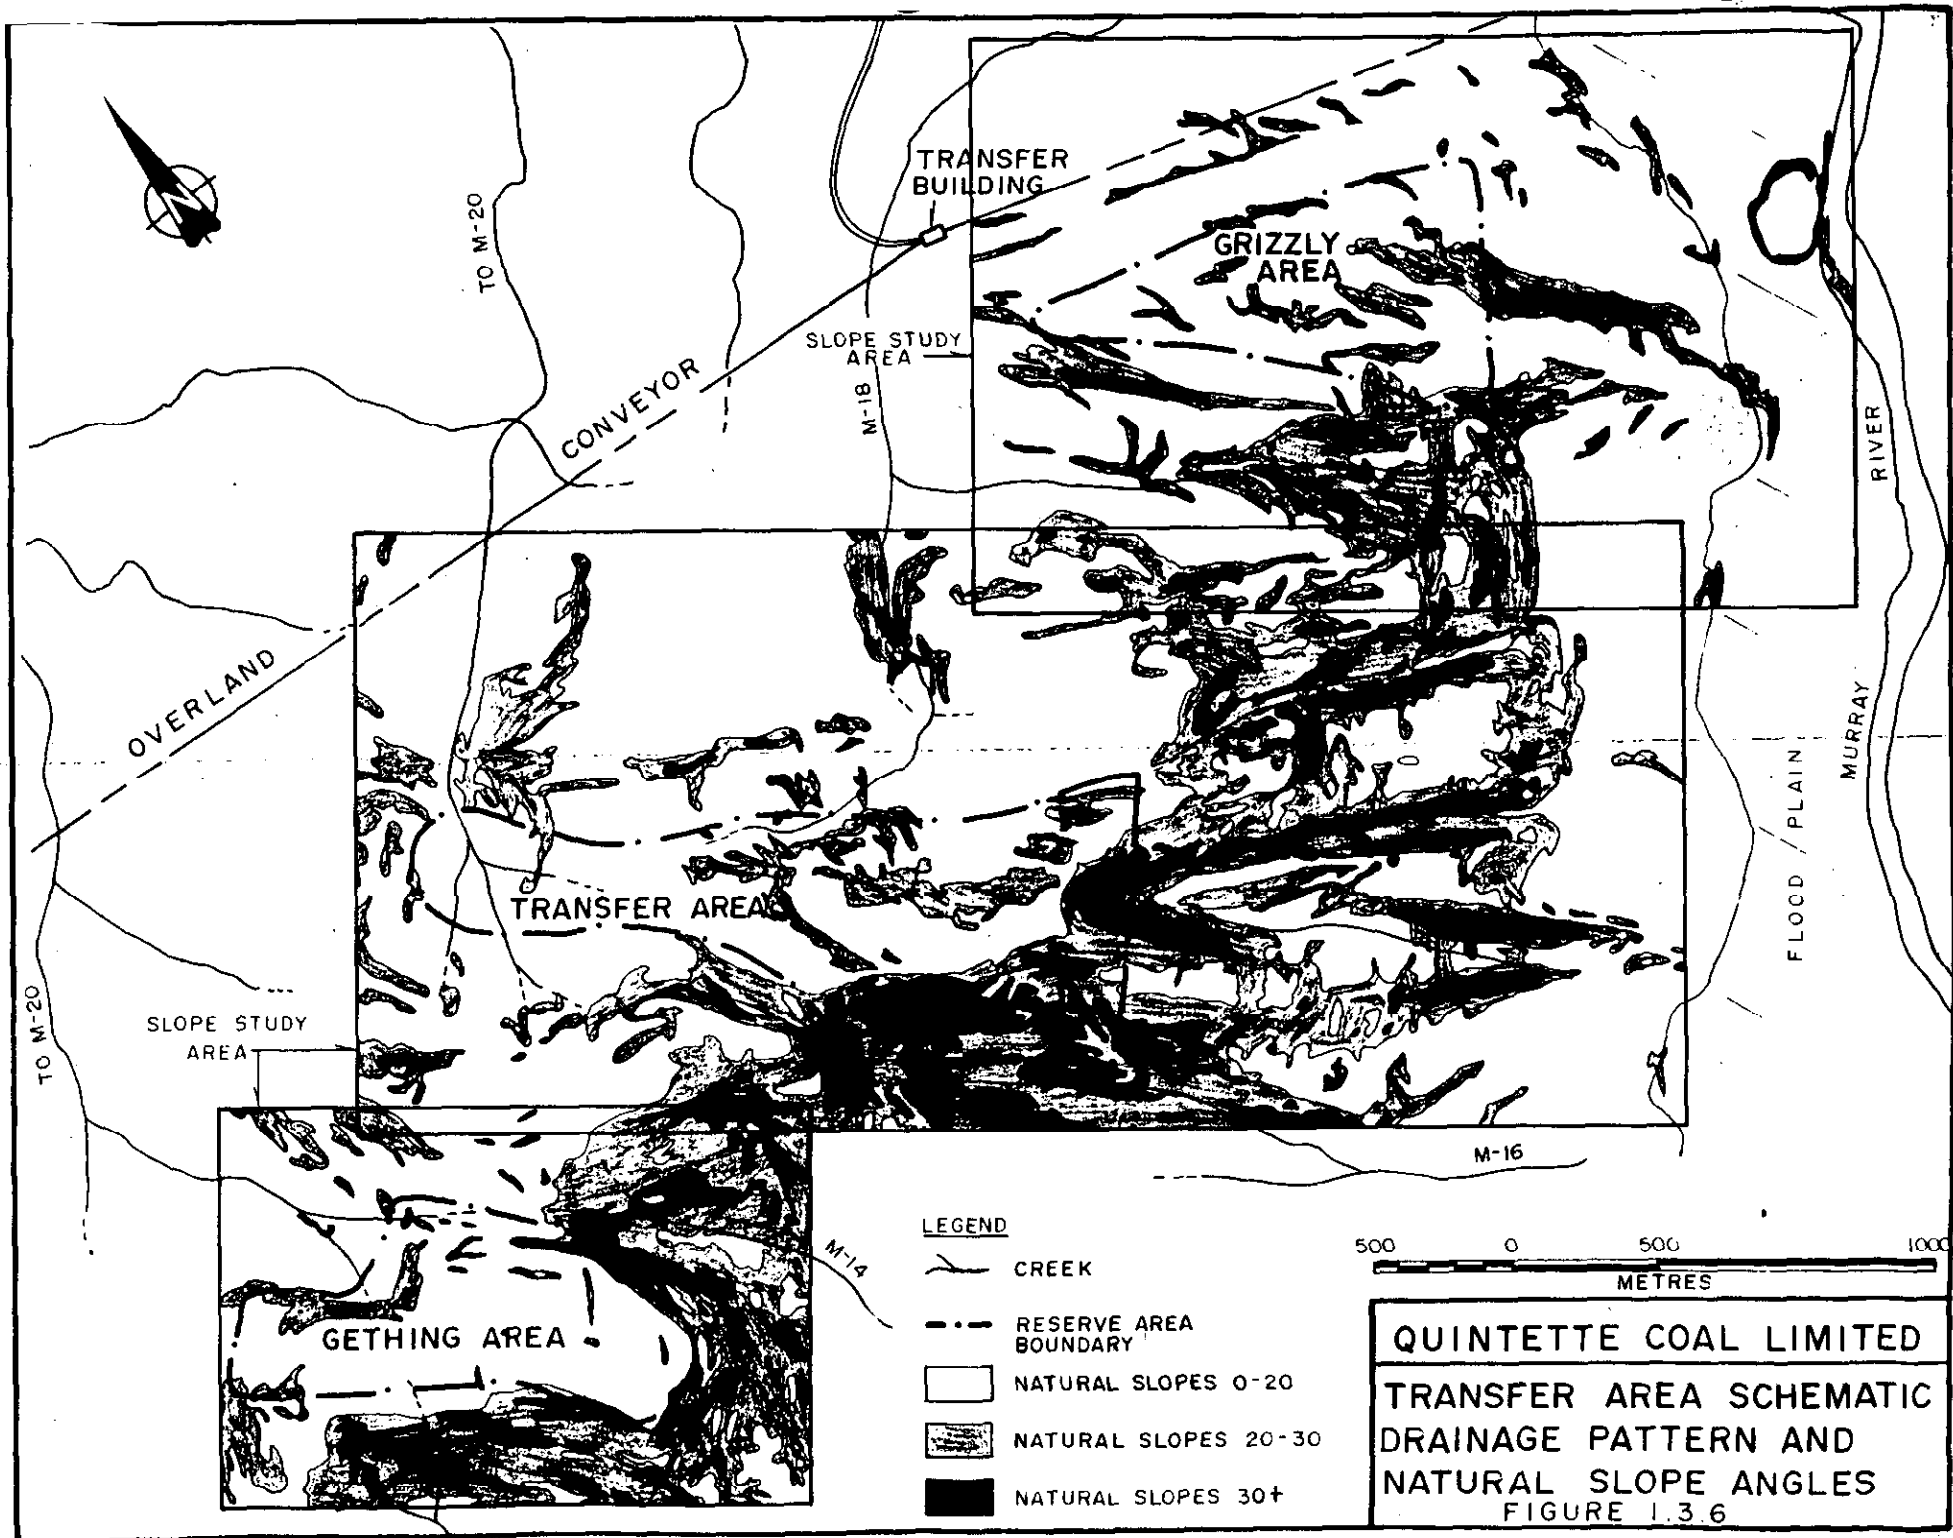 TRANSFER
BUILDING
TO M-20
GRIZZLY
AREA
SLOPE STUDY
AREA
M-18
CONVEYOR
RIVER
OVERLAND
MURRAY
FLOOD PLAIN
TRANSFER AREA
TO M-20
SLOPE STUDY
AREA
M-16
M-14
GETHING AREA
N
LEGEND
CREEK
RESERVE AREA
BOUNDARY
NATURAL SLOPES 0-20
NATURAL SLOPES 20-30
NATURAL SLOPES 30+
500 0 500 1000
METRES
QUINTETTE COAL LIMITED
TRANSFER AREA SCHEMATIC
DRAINAGE PATTERN AND
NATURAL SLOPE ANGLES
FIGURE 1.3.6